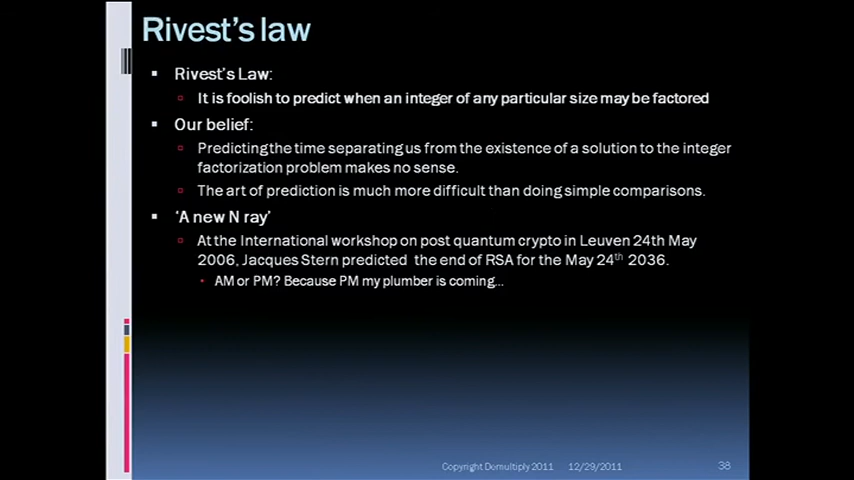 Rivest's law
Rivest's Law:
It is foolish to predict when an integer of any particular size may be factored
Our belief:
Predicting the time separating us from the existence of a solution to the integer
factorization problem makes no sense.
The art of prediction is much more difficult than doing simple comparisons.
'A new N ray'
At the International workshop on post quantum crypto in Leuven 24th May
2006, Jacques Stern predicted the end of RSA for the May 24th 2036.
AM or PM? Because PM my plumber is coming...
Copyright Domultiply 2011 12/29/2011 38